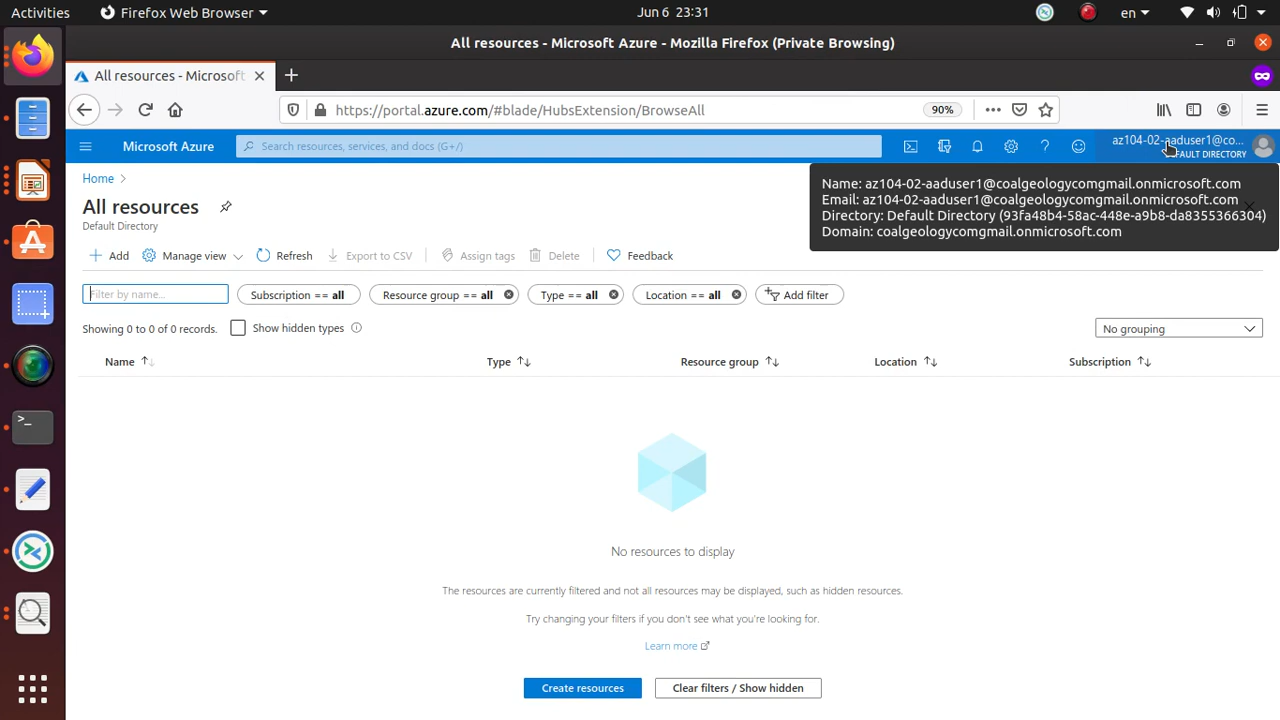 Activities
Firefox Web Browser
Jun 6 23:31
en
All resources - Microsoft Azure - Mozilla Firefox (Private Browsing)
All resources - Microsoft
https://portal.azure.com/#blade/HubsExtension/BrowseAll
90%
Microsoft Azure
Search resources, services, and docs (G+/)
az104-02-aaduser1@co...
FAULT DIRECTORY
Name: az104-02-aaduser1@coalgeologycomgmail.onmicrosoft.com
Email: az104-02-aaduser1@coalgeologycomgmail.onmicrosoft.com
Directory: Default Directory (93fa48b4-58ac-448e-a9b8-da8355366304)
Domain: coalgeologycomgmail.onmicrosoft.com
Home
All resources
Default Directory
Add
Manage view
Refresh
Export to CSV
Assign tags
Delete
Feedback
Filter by name...
Subscription == all
Resource group == all
Type == all
Location == all
Add filter
Showing 0 to 0 of 0 records.
Show hidden types
No grouping
Name
Type
Resource group
Location
Subscription
No resources to display
The resources are currently filtered and not all resources may be displayed, such as hidden resources.
Try changing your filters if you don't see what you're looking for.
Learn more
Create resources
Clear filters / Show hidden